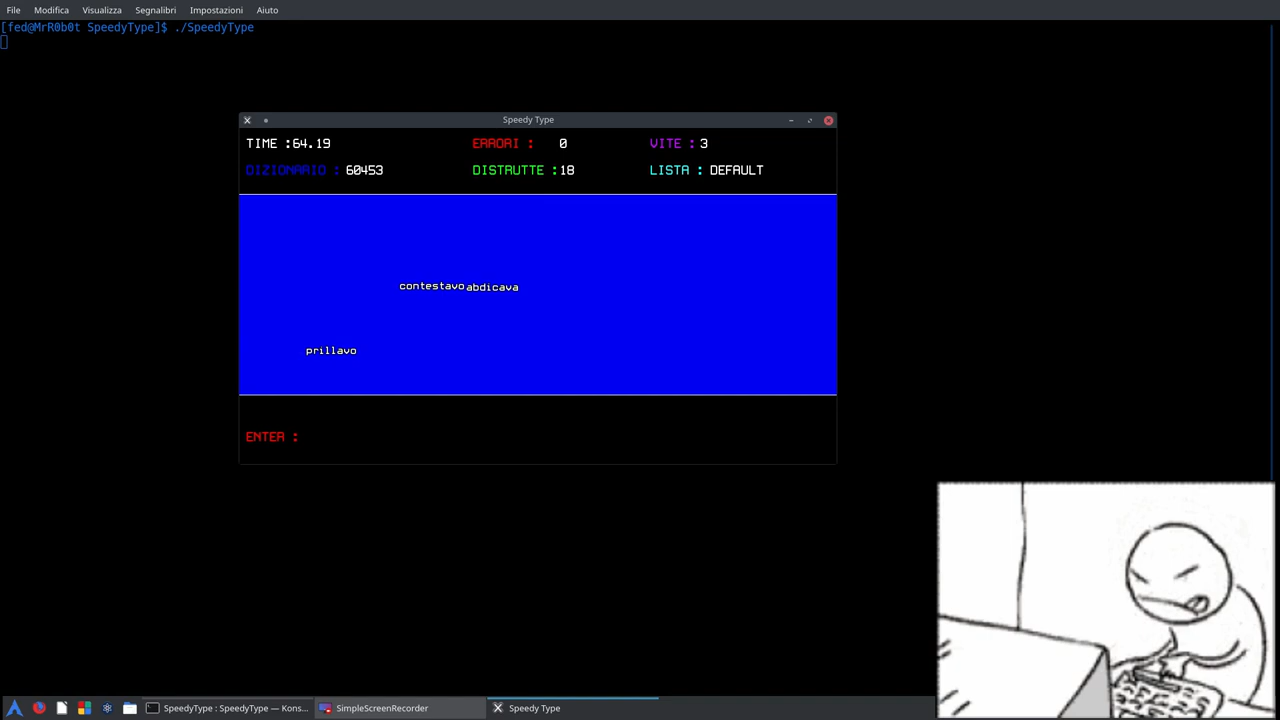 File Modifica Visualizza Segnalibri Impostazioni Aiuto
[fed@MrR0b0t SpeedyType]$ ./SpeedyType
Speedy Type
TIME :64.19 ERRORI : 0 VITE : 3
DIZIONARIO : 60453 DISTRUTTE :18 LISTA : DEFAULT
contestavo abdicava
prillavo
ENTER :
SpeedyType : SpeedyType — Kons... SimpleScreenRecorder Speedy Type